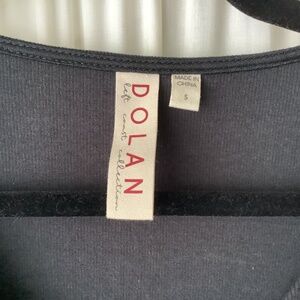 DOLAN
left coast collection
MADE IN
CHINA
S